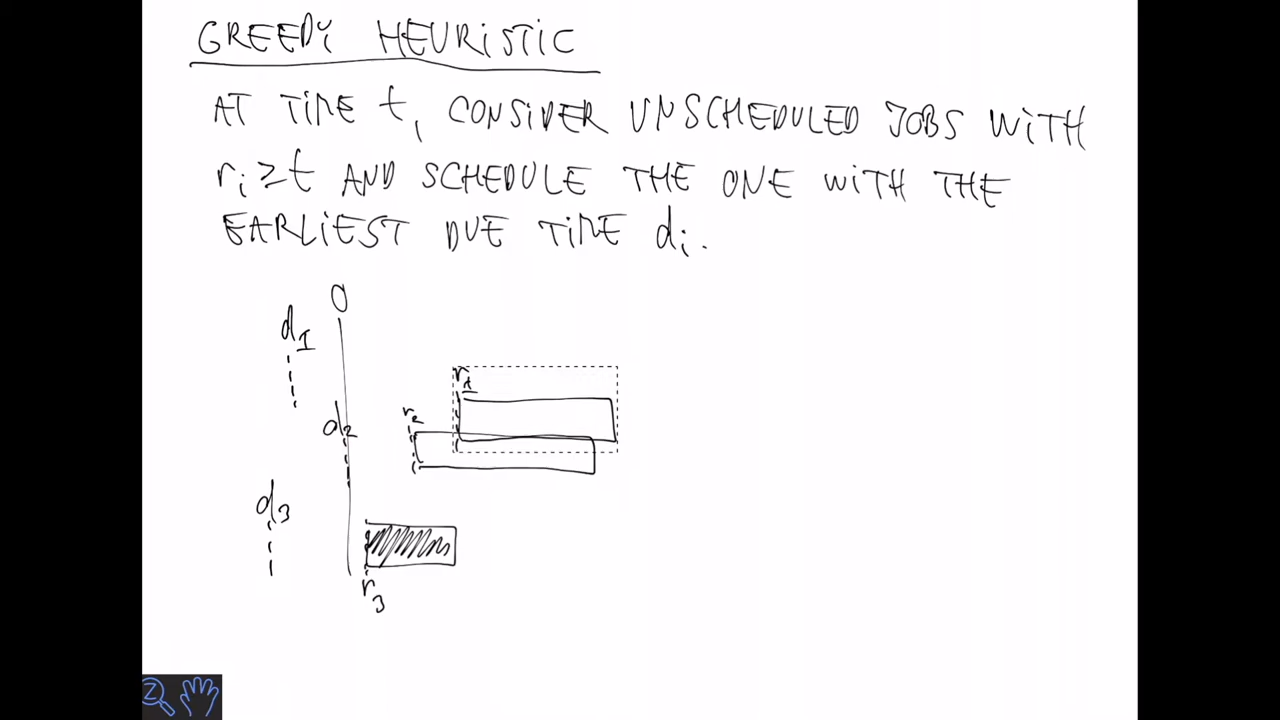 GREEDY HEURISTIC
AT TIME t, CONSIDER UNSCHEDULED JOBS WITH
ri ≥ t AND SCHEDULE THE ONE WITH THE
EARLIEST DUE TIME di.
0
d1
r1
r2
d2
d3
r3
Z